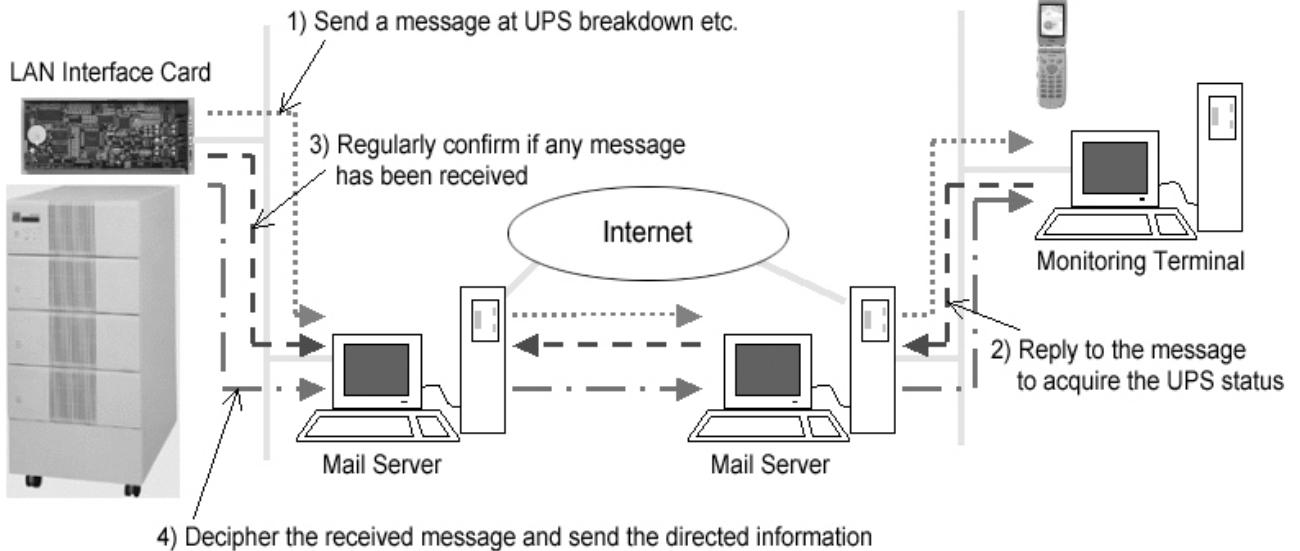 1) Send a message at UPS breakdown etc.
LAN Interface Card
3) Regularly confirm if any message
has been received
Internet
Monitoring Terminal
2) Reply to the message
to acquire the UPS status
Mail Server
Mail Server
4) Decipher the received message and send the directed information